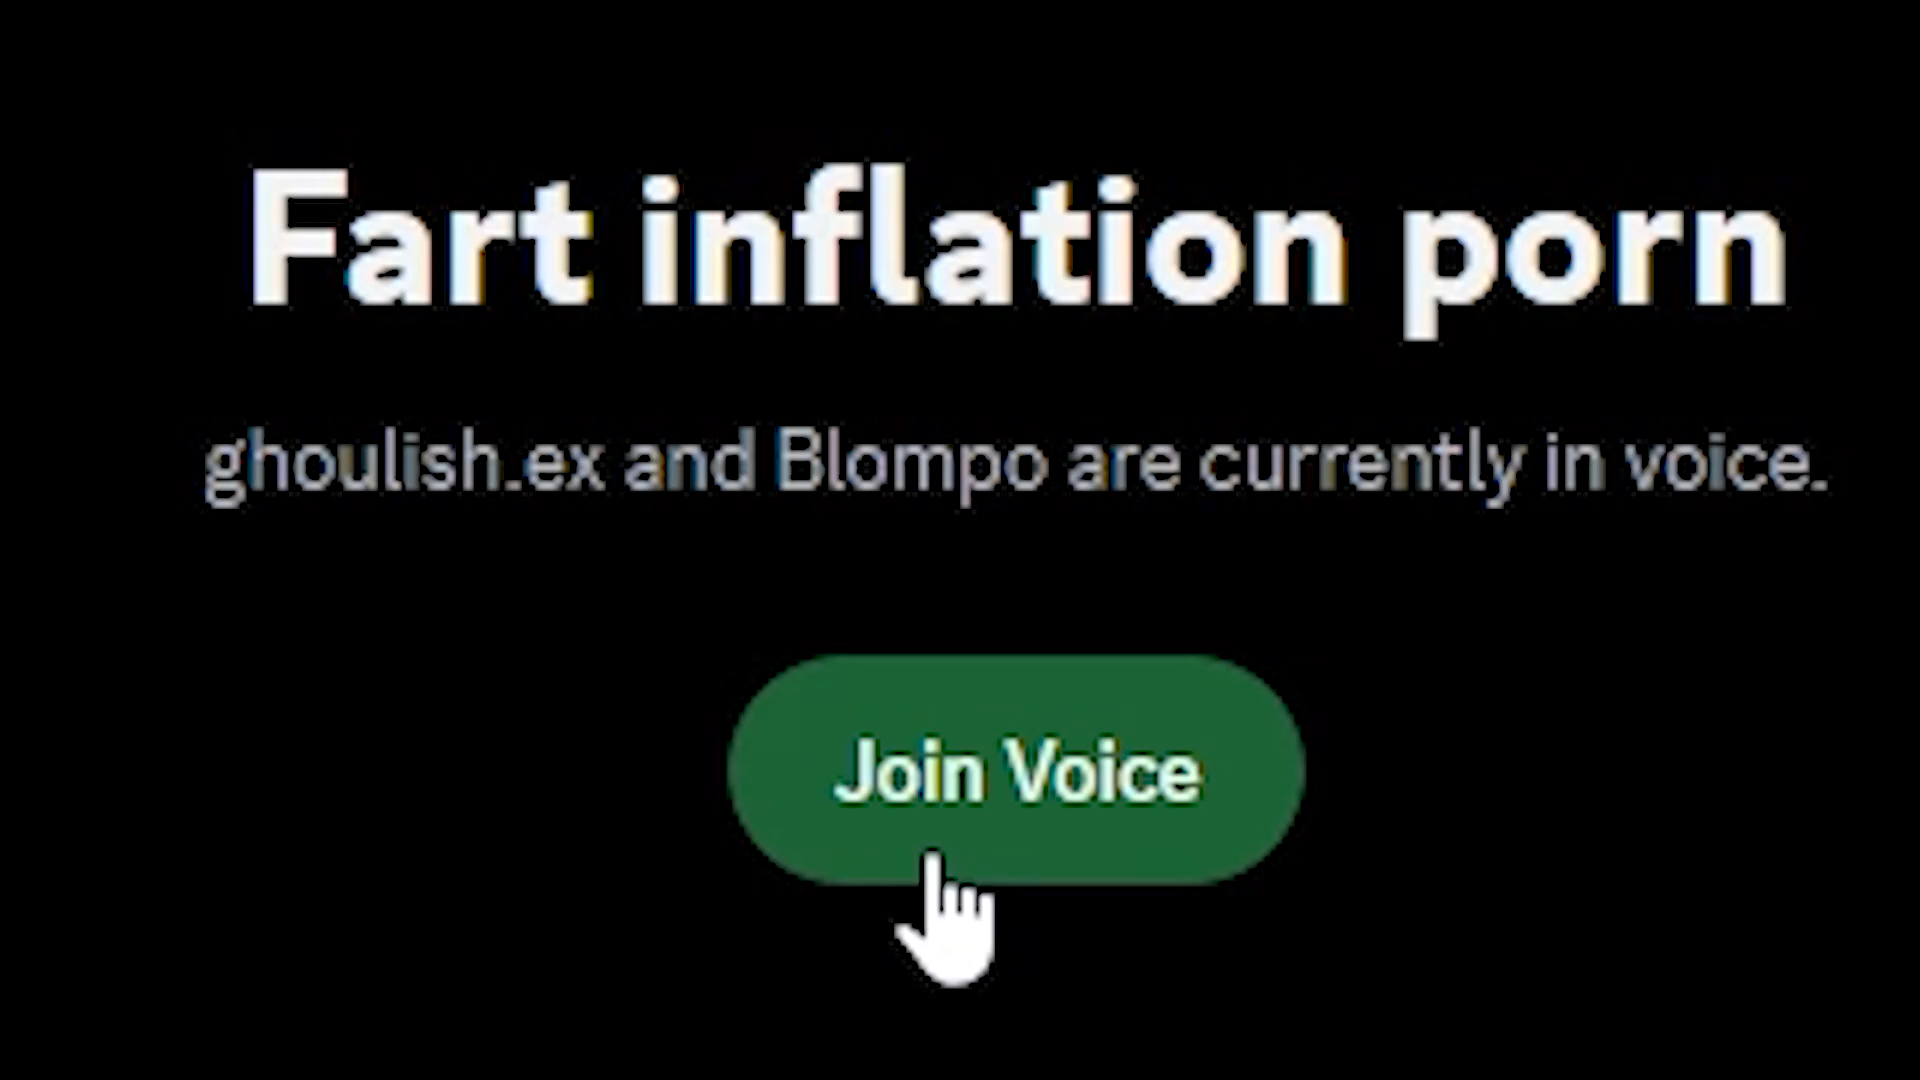 Fart inflation porn
ghoulish.ex and Blompo are currently in voice.
Join Voice